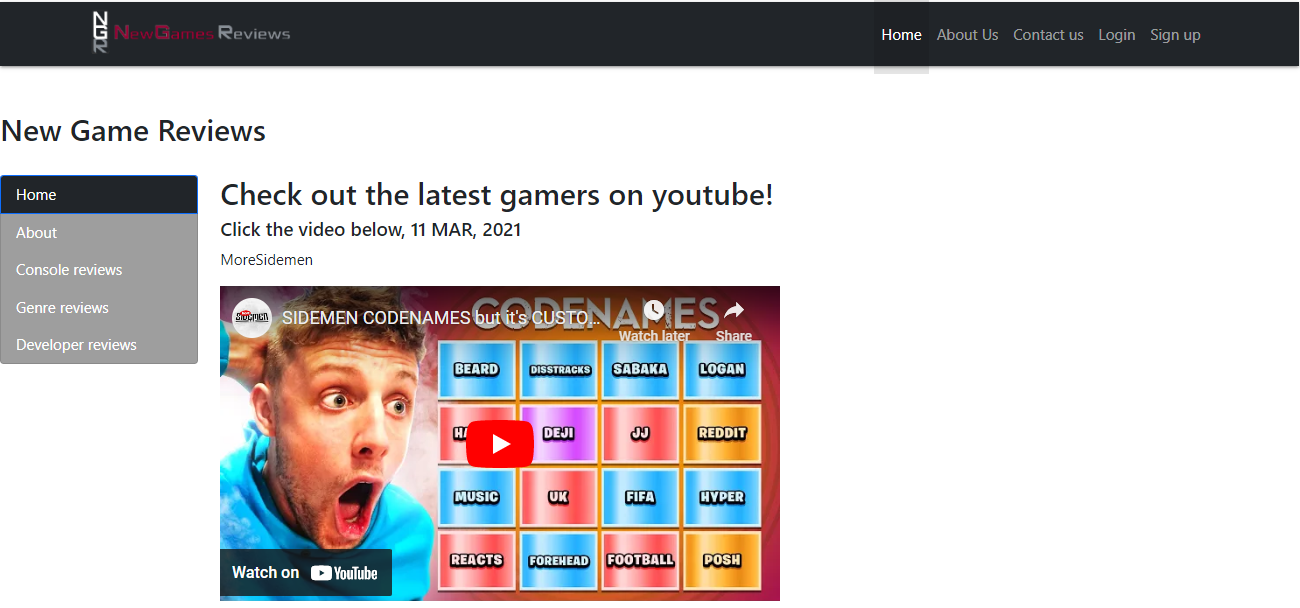 NGR NewGames Reviews
Home About Us Contact us Login Sign up
New Game Reviews
Home
About
Console reviews
Genre reviews
Developer reviews
Check out the latest gamers on youtube!
Click the video below, 11 MAR, 2021
MoreSidemen
CODENAMES
SIDEMEN SIDEMEN CODENAMES but it's CUSTO...
Watch later Share
BEARD DISSTRACKS SABAKA LOGAN
DEJI JJ REDDIT
MUSIC UK FIFA HYPER
REACTS FOREHEAD FOOTBALL POSH
Watch on YouTube